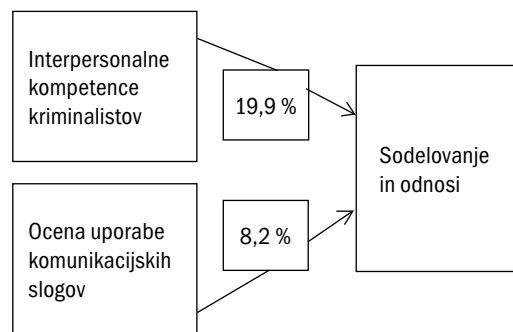 Interpersonalne
kompetence
kriminalistov
19,9 %
Sodelovanje
in odnosi
Ocena uporabe
komunikacijskih
slogov
8,2 %